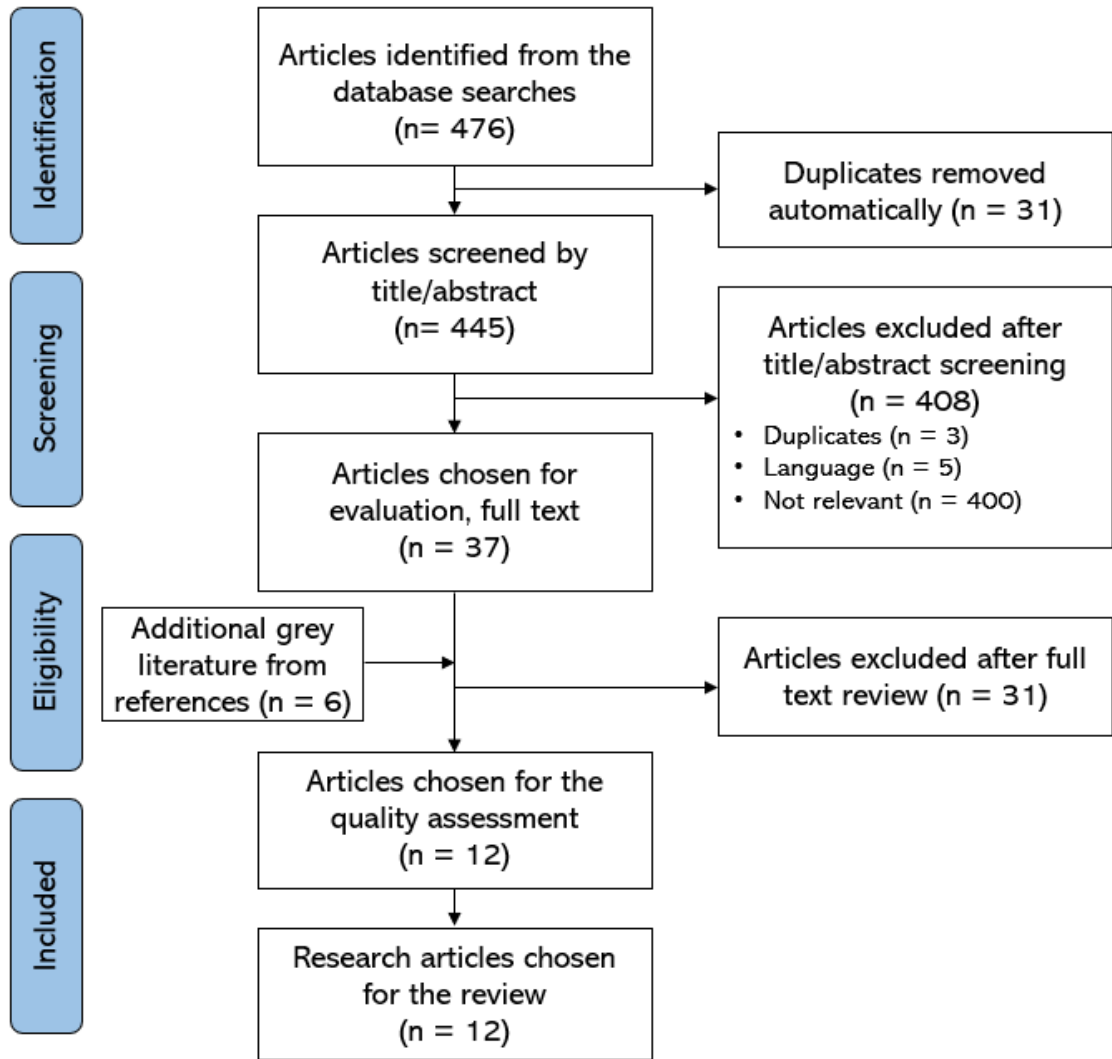 Identification
Articles identified from the
database searches
(n= 476)
Duplicates removed
automatically (n = 31)
Screening
Articles screened by
title/abstract
(n= 445)
Articles excluded after
title/abstract screening
(n = 408)
• Duplicates (n = 3)
• Language (n = 5)
• Not relevant (n = 400)
Articles chosen for
evaluation, full text
(n = 37)
Eligibility
Additional grey
literature from
references (n = 6)
Articles excluded after full
text review (n = 31)
Articles chosen for the
quality assessment
(n = 12)
Included
Research articles chosen
for the review
(n = 12)